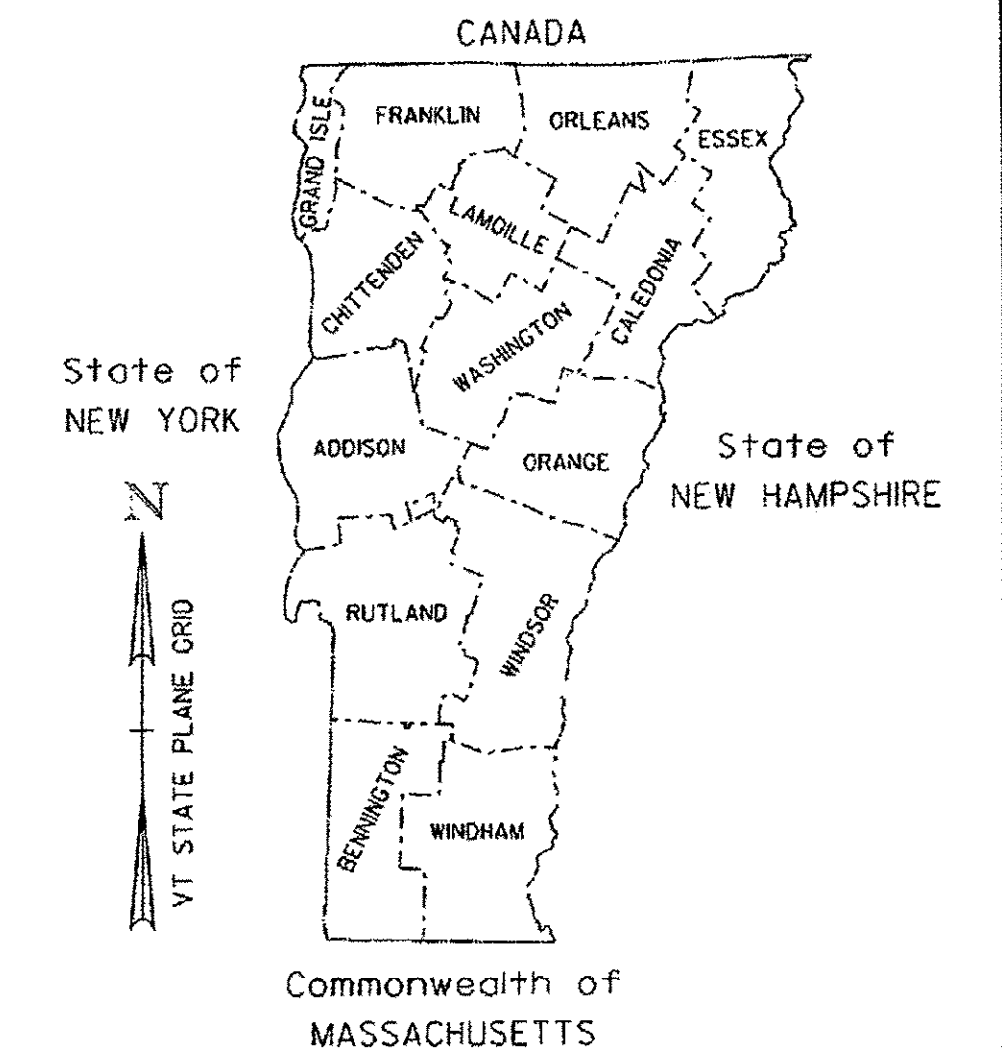 CANADA
FRANKLIN
ORLEANS
ESSEX
GRAND ISLE
LAMOILLE
CHITTENDEN
CALEDONIA
WASHINGTON
State of
NEW YORK
ADDISON
ORANGE
State of
NEW HAMPSHIRE
N
VT STATE PLANE GRID
RUTLAND
WINDSOR
BENNINGTON
WINDHAM
Commonwealth of
MASSACHUSETTS